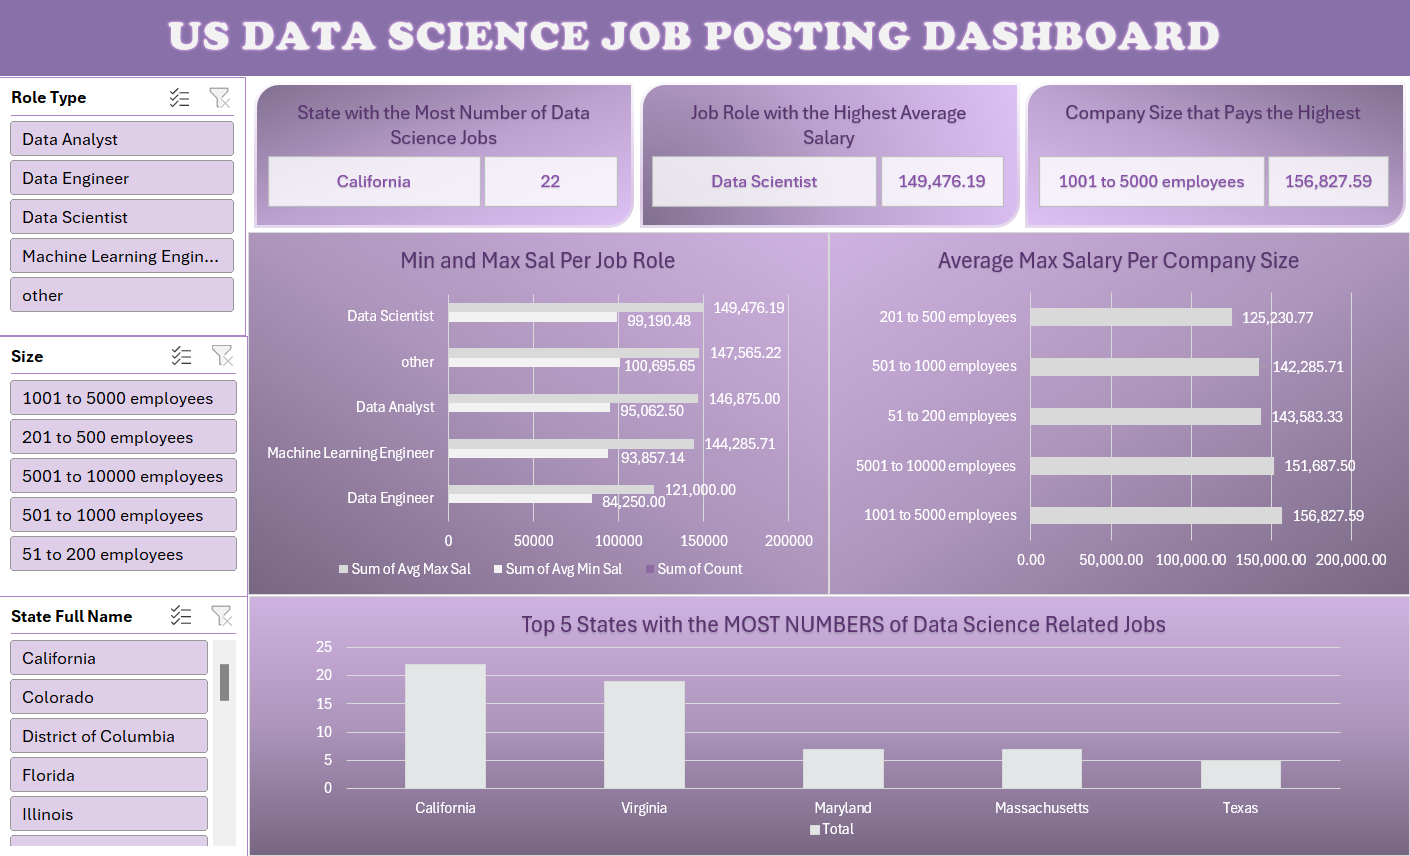 US DATA SCIENCE JOB POSTING DASHBOARD
Role Type
Data Analyst
Data Engineer
Data Scientist
Machine Learning Engin...
other
Size
1001 to 5000 employees
201 to 500 employees
5001 to 10000 employees
501 to 1000 employees
51 to 200 employees
State Full Name
California
Colorado
District of Columbia
Florida
Illinois
State with the Most Number of Data
Science Jobs
California 22
Job Role with the Highest Average
Salary
Data Scientist 149,476.19
Company Size that Pays the Highest
1001 to 5000 employees 156,827.59
Min and Max Sal Per Job Role
Data Scientist 149,476.19
99,190.48
other 147,565.22
100,695.65
Data Analyst 146,875.00
95,062.50
Machine Learning Engineer 144,285.71
93,857.14
Data Engineer 121,000.00
84,250.00
0 50000 100000 150000 200000
Sum of Avg Max Sal Sum of Avg Min Sal Sum of Count
Average Max Salary Per Company Size
201 to 500 employees 125,230.77
501 to 1000 employees 142,285.71
51 to 200 employees 143,583.33
5001 to 10000 employees 151,687.50
1001 to 5000 employees 156,827.59
0.00 50,000.00 100,000.00 150,000.00 200,000.00
Top 5 States with the MOST NUMBERS of Data Science Related Jobs
25
20
15
10
5
0
California Virginia Maryland Massachusetts Texas
Total